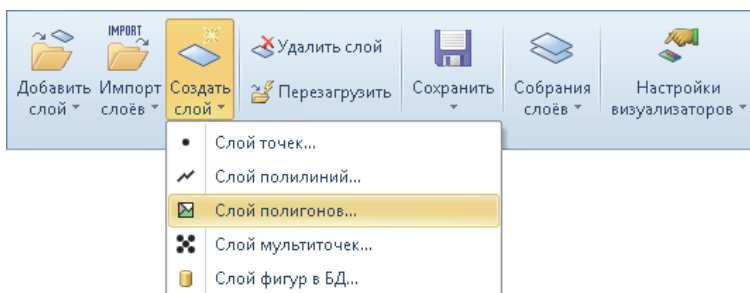 IMPORT
Добавить слой
Импорт слоёв
Создать слой
Удалить слой
Перезагрузить
Сохранить
Собрания слоёв
Настройки визуализаторов
Слой точек...
Слой полилиний...
Слой полигонов...
Слой мультиточек...
Слой фигур в БД...